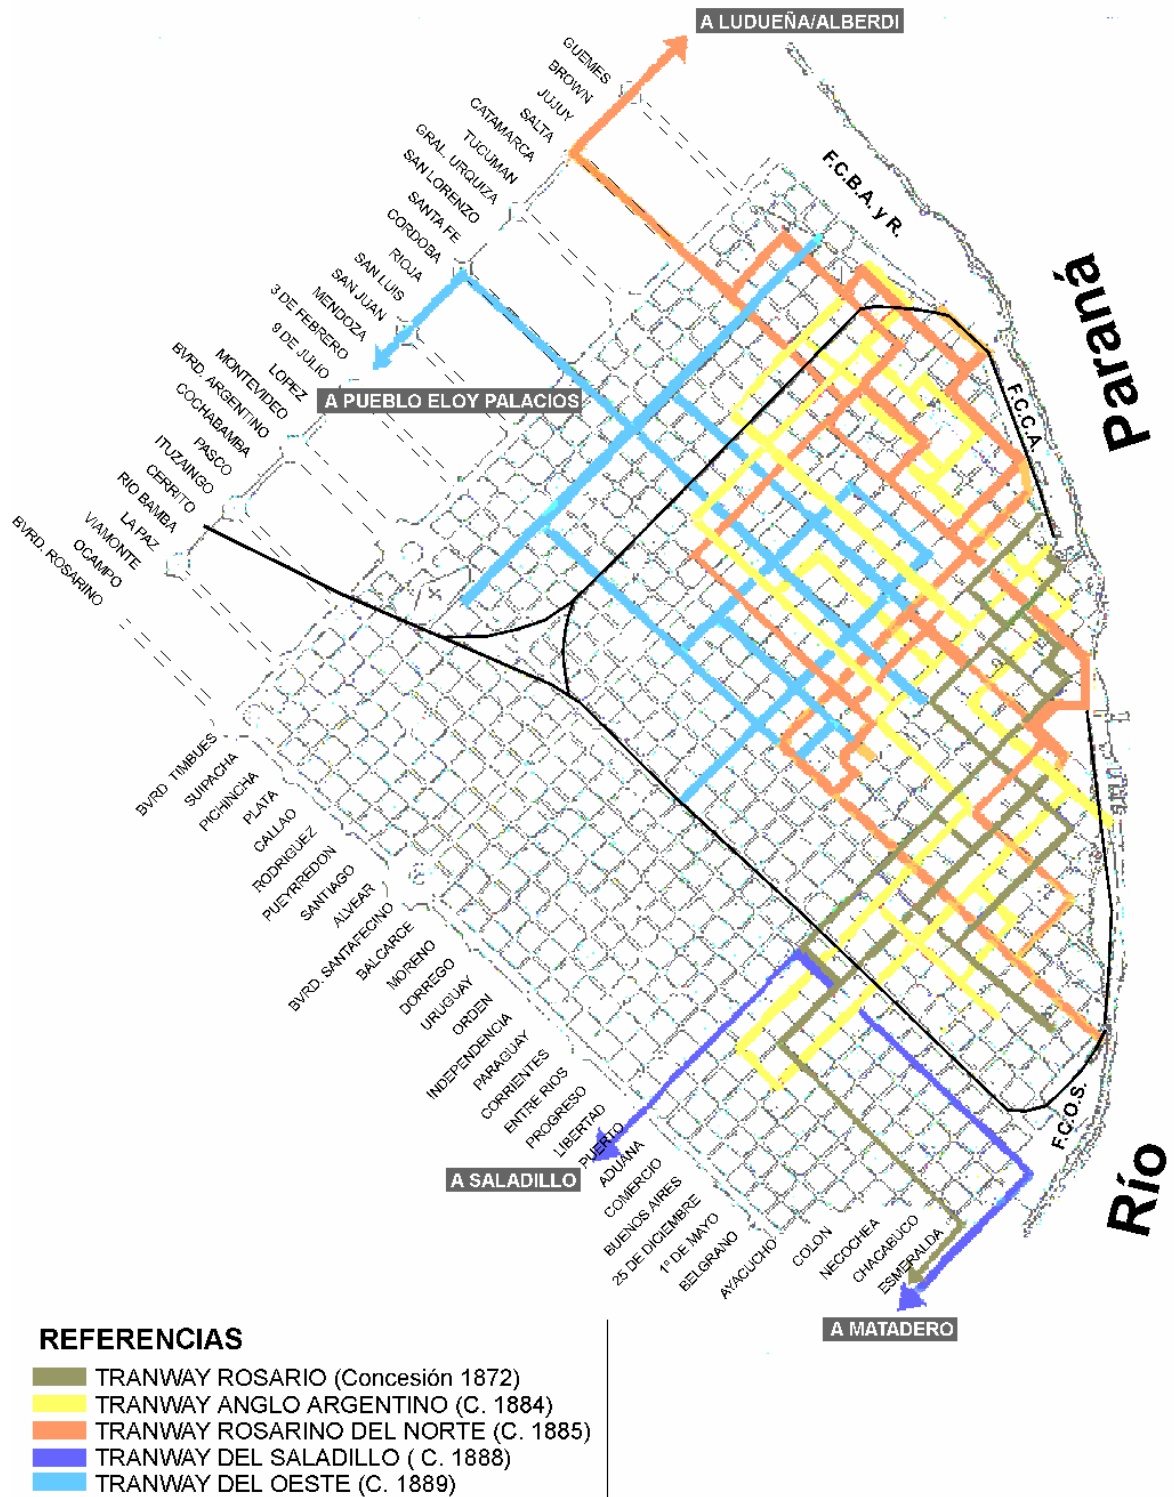 A LUDUEÑA/ALBERDI
GUEMES
BROWN
JUJUY
SALTA
CATAMARCA
TUCUMAN
GRAL. URQUIZA
SAN LORENZO
SANTA FE
CORDOBA
RIOJA
SAN LUIS
SAN JUAN
MENDOZA
3 DE FEBRERO
9 DE JULIO
LOPEZ
MONTEVIDEO
BVRD. ARGENTINO
COCHABAMBA
PASCO
ITUZAINGO
CERRITO
RIO BAMBA
LA PAZ
VIAMONTE
OCAMPO
BVRD. ROSARINO
F.C.B.A. y R.
Paraná
F.C.C.A.
A PUEBLO ELOY PALACIOS
BVRD. TIMBUES
SUIPACHA
PICHINCHA
PLATA
CALLAO
RODRIGUEZ
PUEYRREDON
SANTIAGO
ALVEAR
BVRD. SANTAFECINO
BALCARCE
MORENO
DORREGO
URUGUAY
ORDEN
INDEPENDENCIA
PARAGUAY
CORRIENTES
ENTRE RIOS
PROGRESO
LIBERTAD
PUERTO
ADUANA
COMERCIO
BUENOS AIRES
25 DE DICIEMBRE
1º DE MAYO
BELGRANO
AYACUCHO
COLON
NECOCHEA
CHACABUCO
ESMERALDA
F.C.O.S.
Río
A SALADILLO
A MATADERO
REFERENCIAS
TRANWAY ROSARIO (Concesión 1872)
TRANWAY ANGLO ARGENTINO (C. 1884)
TRANWAY ROSARINO DEL NORTE (C. 1885)
TRANWAY DEL SALADILLO ( C. 1888)
TRANWAY DEL OESTE (C. 1889)